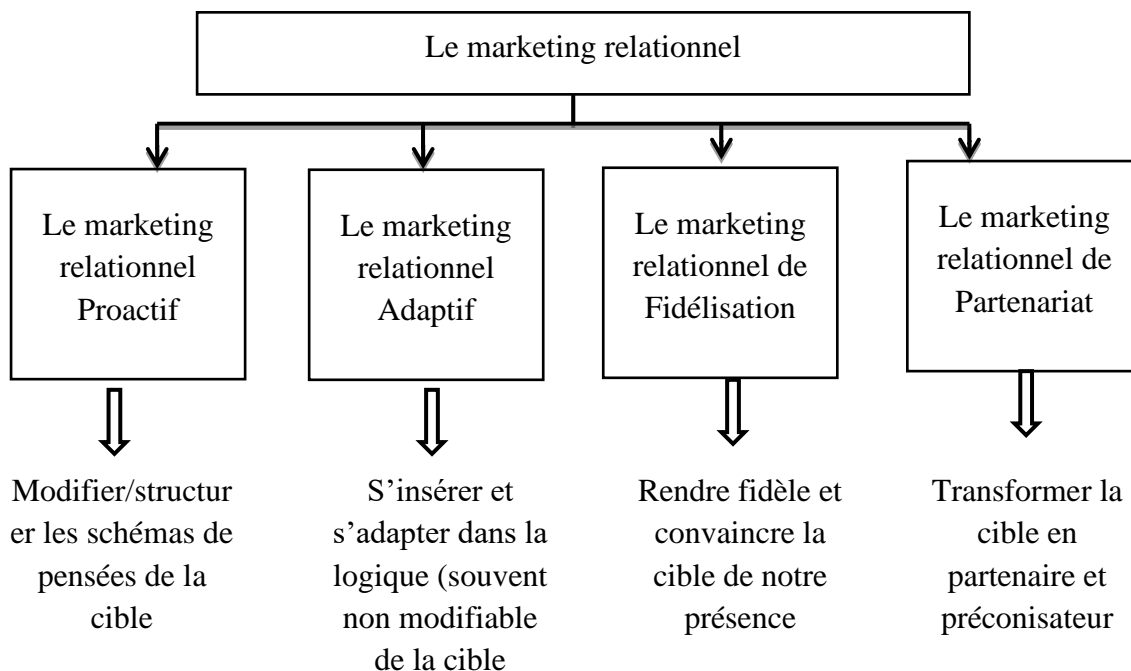 Le marketing relationnel
Le marketing
relationnel
Proactif
Le marketing
relationnel
Adaptif
Le marketing
relationnel de
Fidélisation
Le marketing
relationnel de
Partenariat
Modifier/structur
er les schémas de
pensées de la
cible
S’insérer et
s’adapter dans la
logique (souvent
non modifiable
de la cible
Rendre fidèle et
convaincre la
cible de notre
présence
Transformer la
cible en
partenaire et
préconisateur